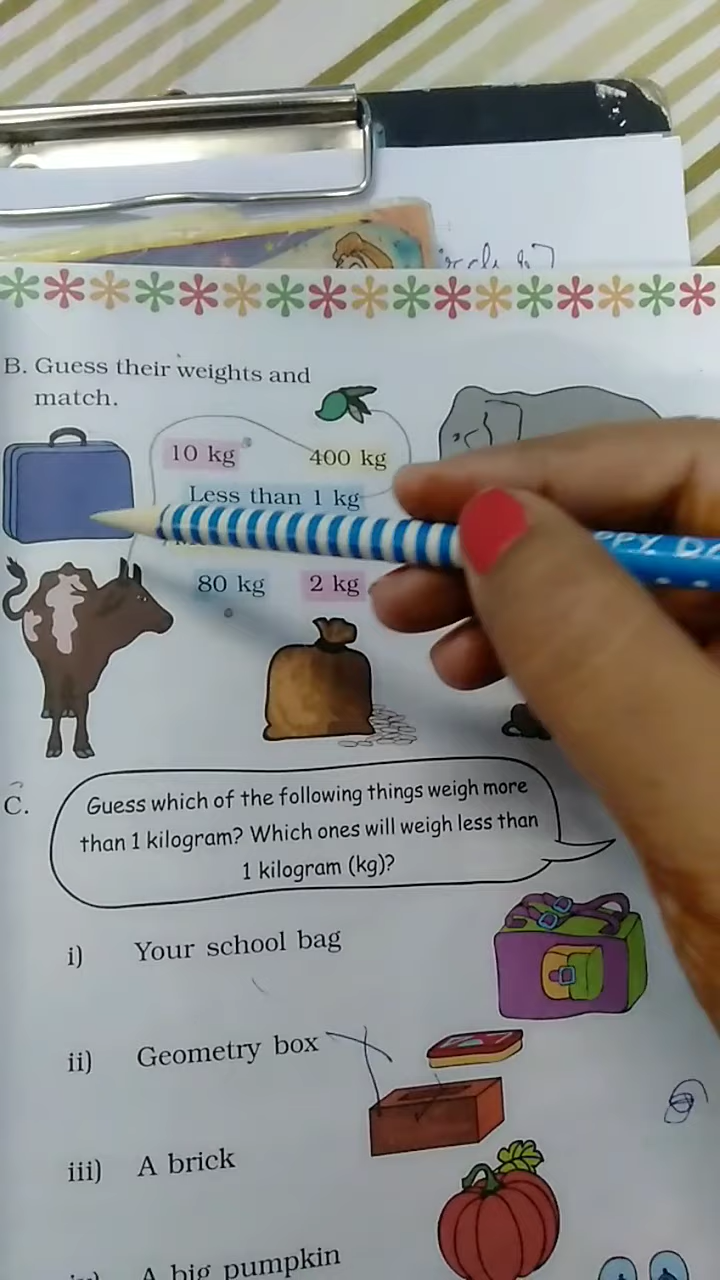 B. Guess their weights and
match.
10 kg
400 kg
Less than 1 kg
80 kg
2 kg
PPY D
C.
Guess which of the following things weigh more
than 1 kilogram? Which ones will weigh less than
1 kilogram (kg)?
i) Your school bag
ii) Geometry box
iii) A brick
A big pumpkin